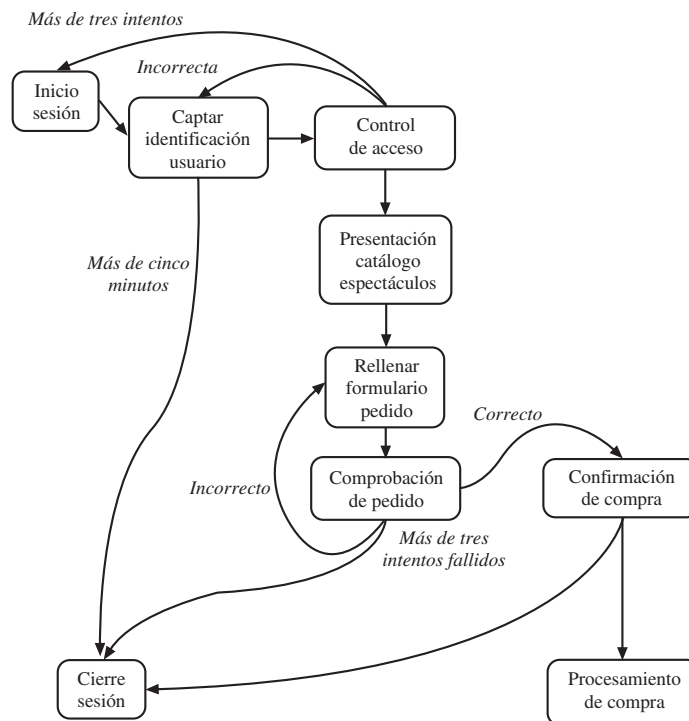 Más de tres intentos
Incorrecta
Inicio
sesión
Captar
identificación
usuario
Control
de acceso
Presentación
catálogo
espectáculos
Más de cinco
minutos
Rellenar
formulario
pedido
Correcto
Incorrecto
Comprobación
de pedido
Confirmación
de compra
Más de tres
intentos fallidos
Cierre
sesión
Procesamiento
de compra